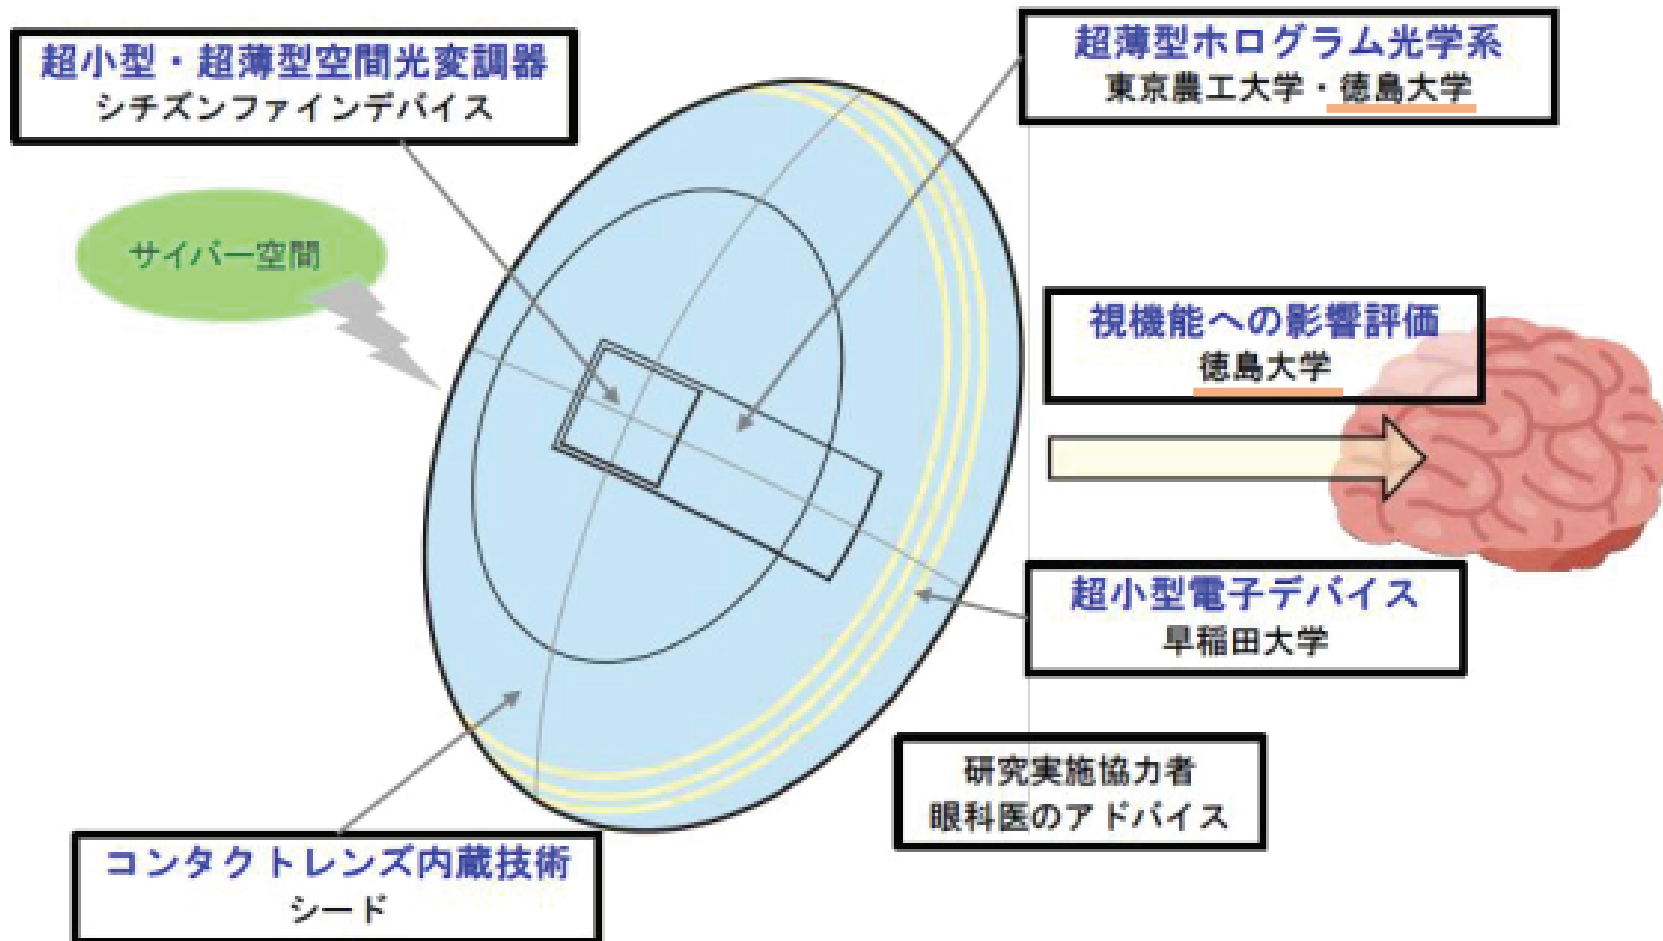 超小型・超薄型空間光変調器
シチズンファインデバイス
超薄型ホログラム光学系
東京農工大学・徳島大学
サイバー空間
視機能への影響評価
徳島大学
超小型電子デバイス
早稲田大学
研究実施協力者
眼科医のアドバイス
コンタクトレンズ内蔵技術
シード